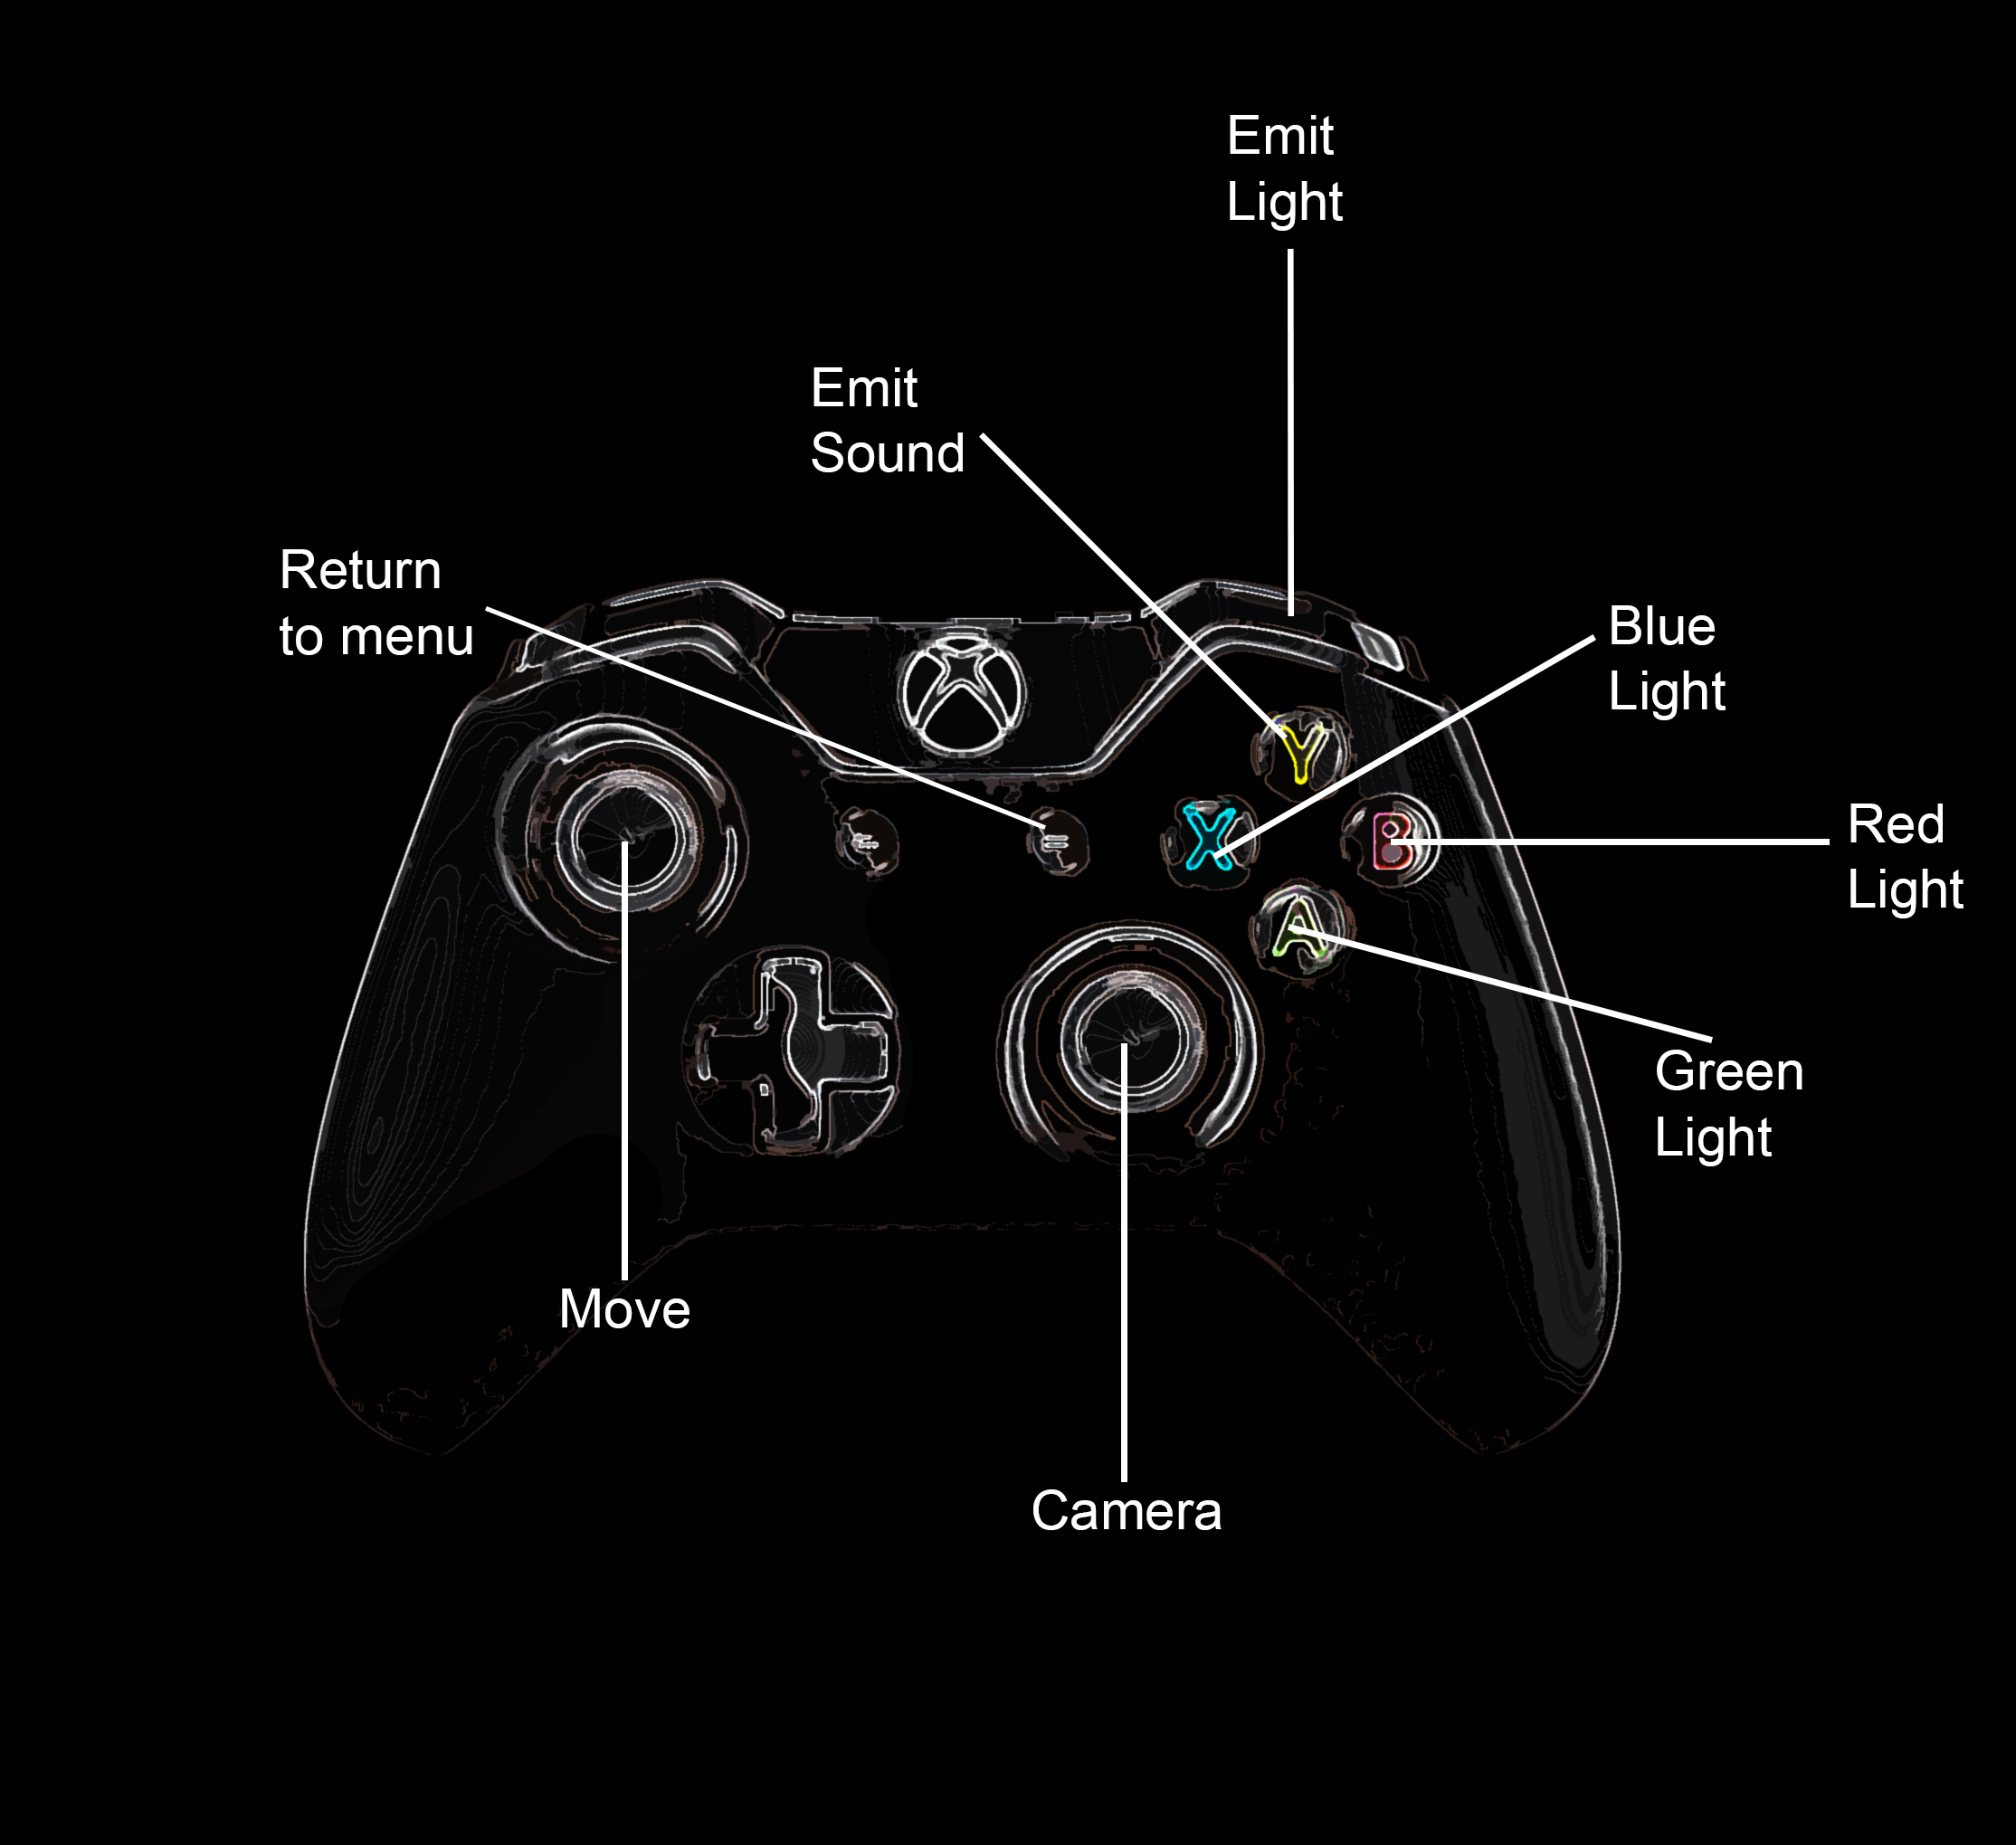 Emit
Light
Emit
Sound
Return
to menu
Blue
Light
Y
X
B
Red
Light
A
Green
Light
Move
Camera